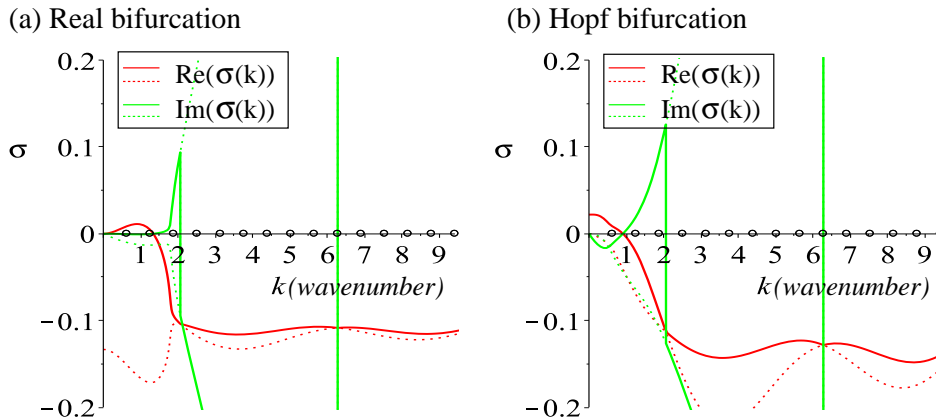 (a) Real bifurcation
0.2
Re(σ(k))
Im(σ(k))
σ
0.1
0
1 2 3 4 5 6 7 8 9
k (wavenumber)
−0.1
−0.2
(b) Hopf bifurcation
0.2
Re(σ(k))
Im(σ(k))
σ
0.1
0
1 2 3 4 5 6 7 8 9
k (wavenumber)
−0.1
−0.2